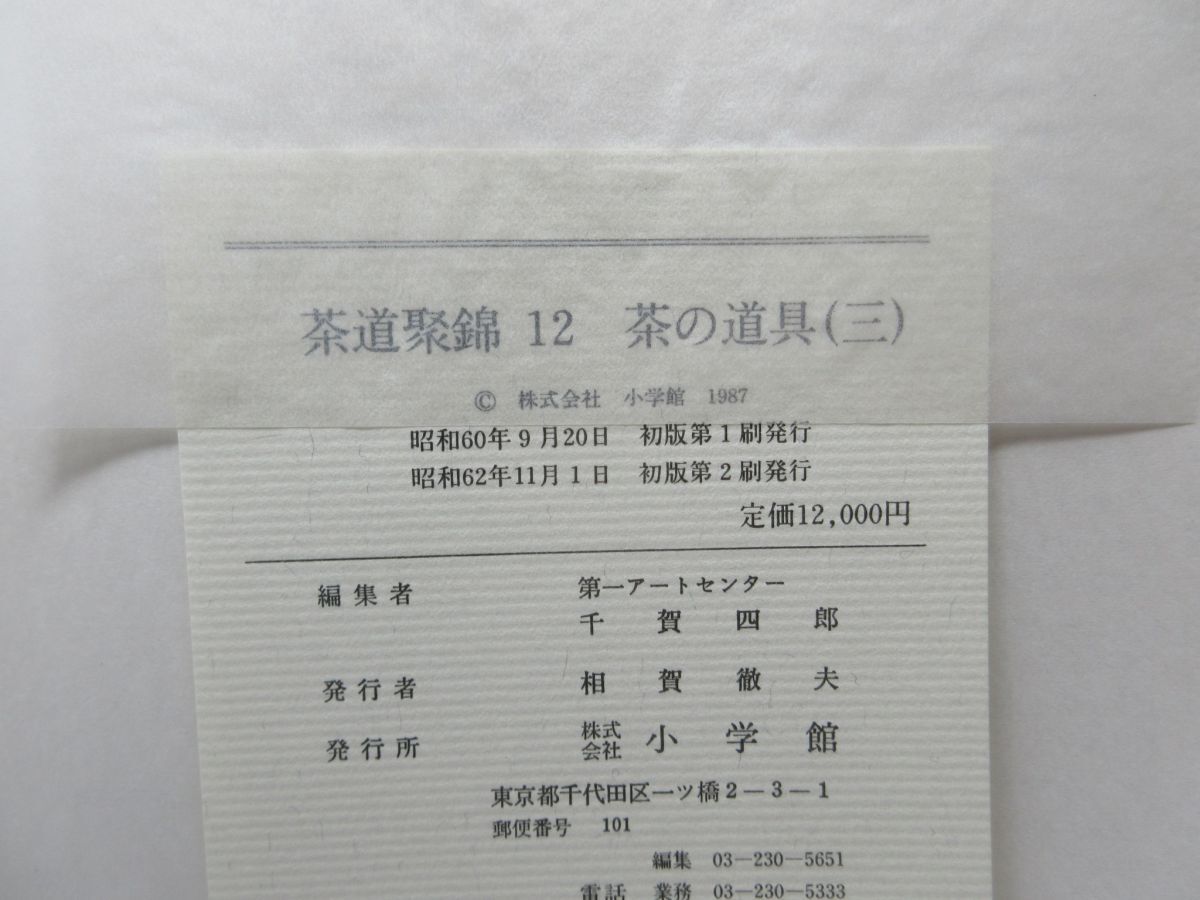 茶道聚錦 12　茶の道具(三)
©　株式会社　小学館　1987
昭和60年 9 月20日　初版第 1 刷発行
昭和62年11月 1 日　初版第 2 刷発行
定価12,000円
編集者　第一アートセンター
千賀四郎
発行者　相賀徹夫
発行所　株式会社 小学館
東京都千代田区一ツ橋 2 — 3 — 1
郵便番号　101
編集　03—230—5651
電話　業務　03—230—5333